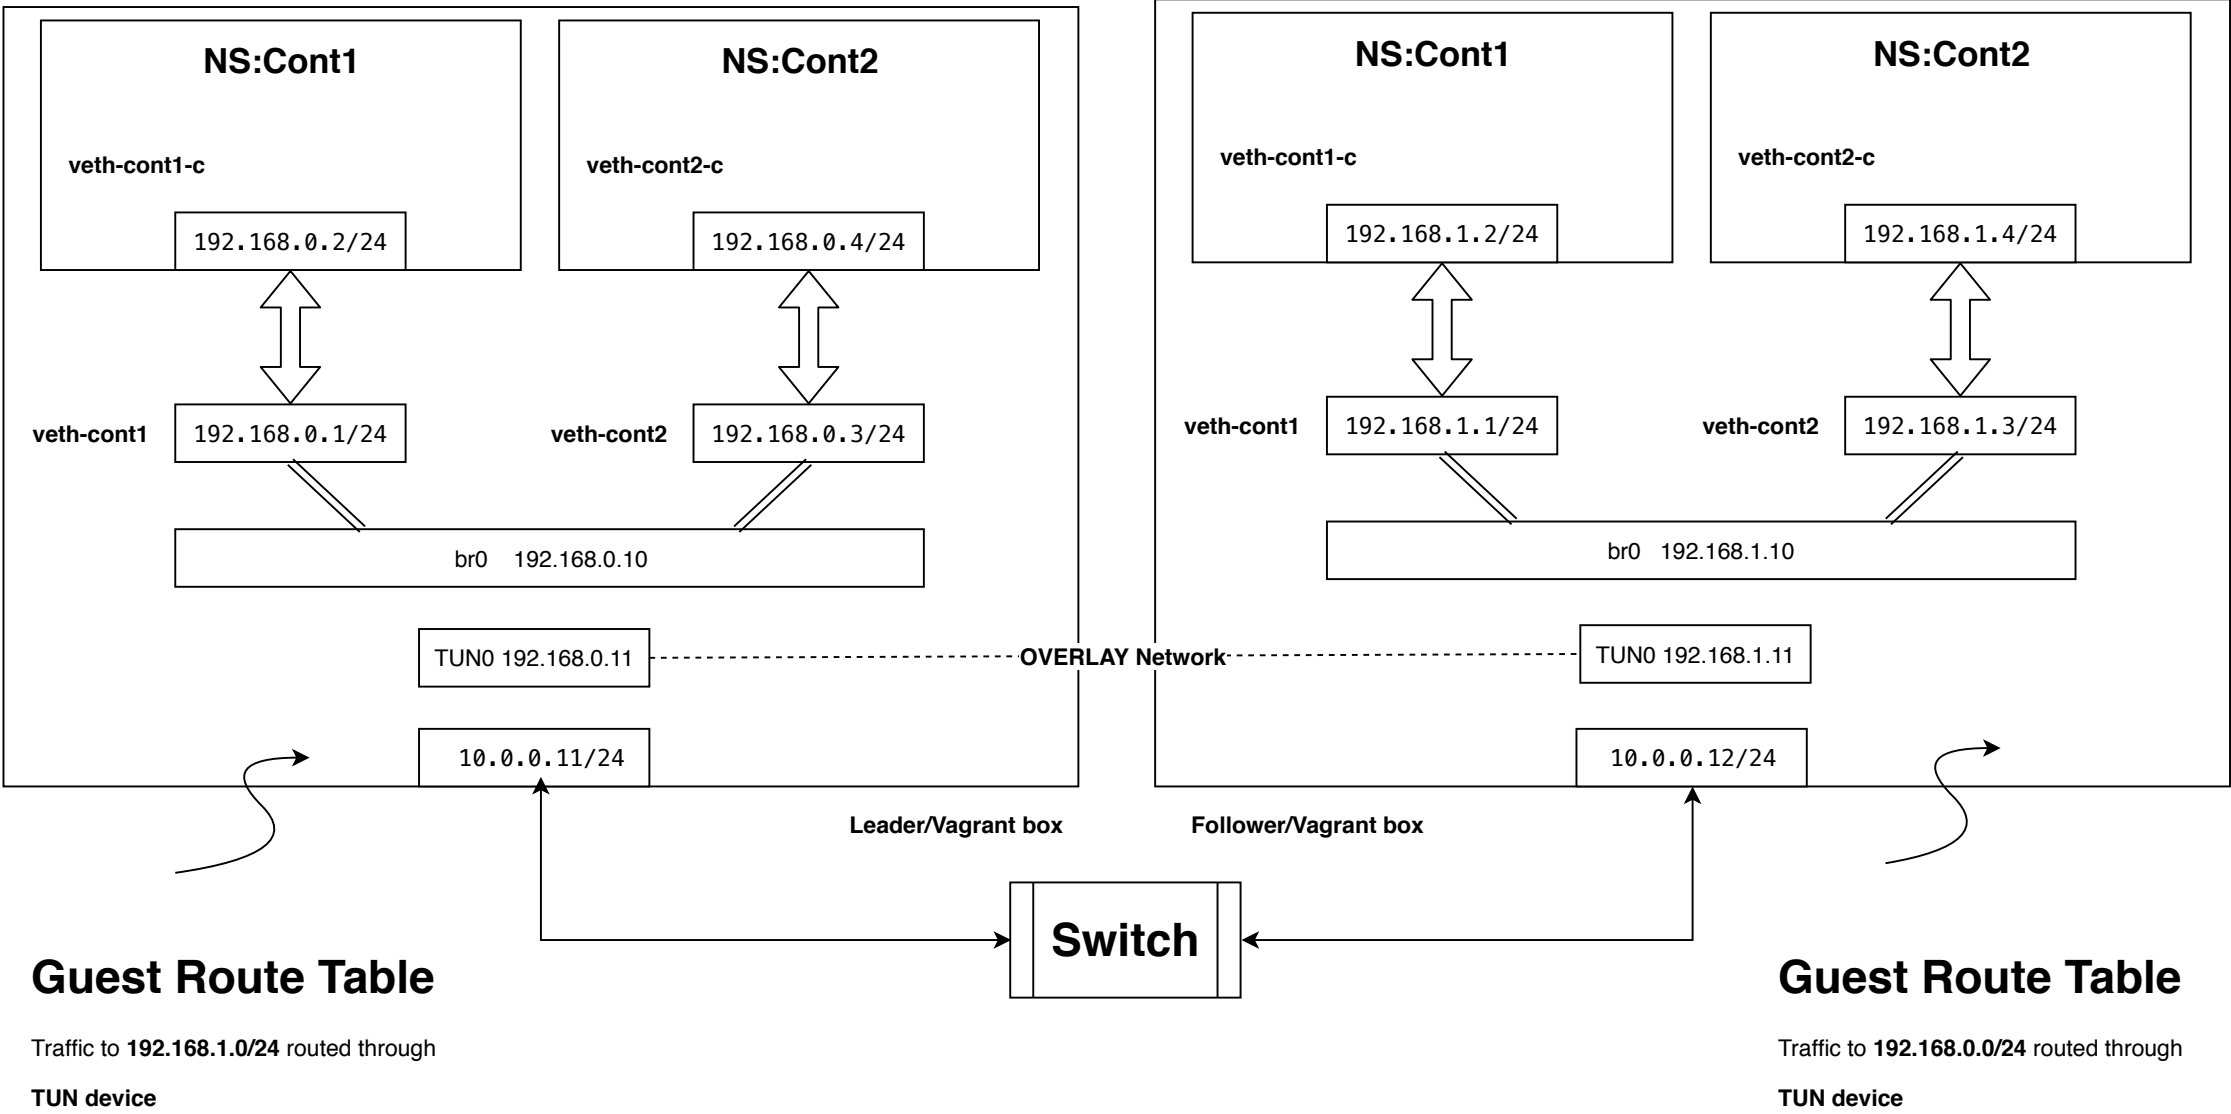 NS:Cont1
NS:Cont2
veth-cont1-c
veth-cont2-c
192.168.0.2/24
192.168.0.4/24
veth-cont1
192.168.0.1/24
veth-cont2
192.168.0.3/24
br0 192.168.0.10
TUN0 192.168.0.11
10.0.0.11/24
Leader/Vagrant box
OVERLAY Network
NS:Cont1
NS:Cont2
veth-cont1-c
veth-cont2-c
192.168.1.2/24
192.168.1.4/24
veth-cont1
192.168.1.1/24
veth-cont2
192.168.1.3/24
br0 192.168.1.10
TUN0 192.168.1.11
10.0.0.12/24
Follower/Vagrant box
Switch
Guest Route Table
Traffic to 192.168.1.0/24 routed through
TUN device
Guest Route Table
Traffic to 192.168.0.0/24 routed through
TUN device